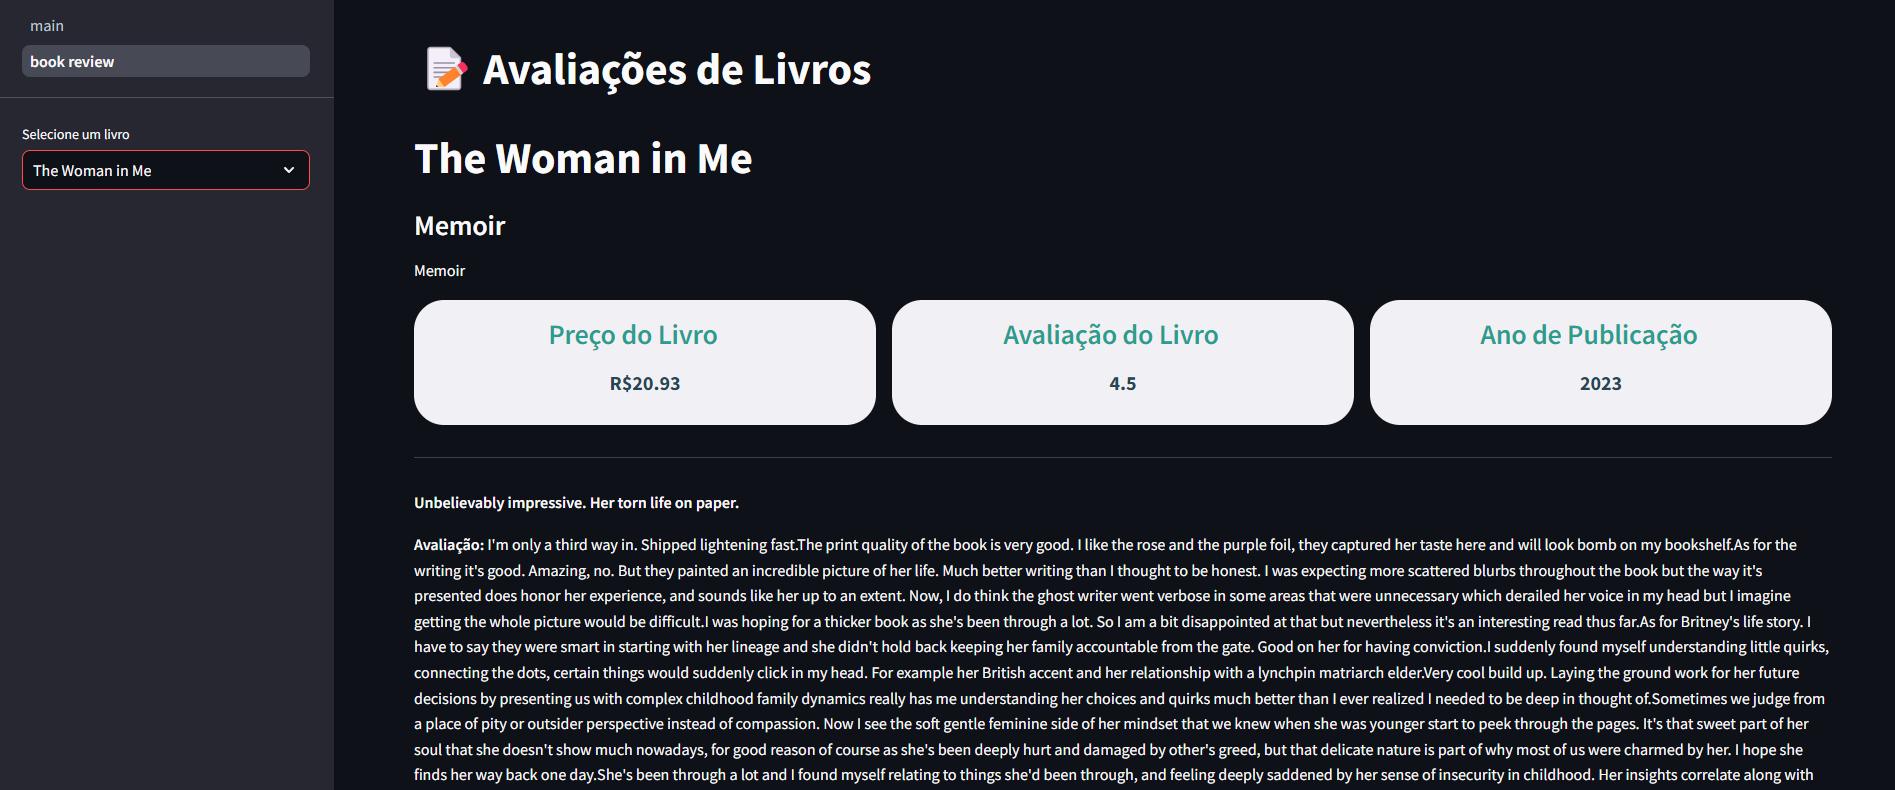 main
book review
Selecione um livro
The Woman in Me
Avaliações de Livros
The Woman in Me
Memoir
Memoir
Preço do Livro
R$20.93
Avaliação do Livro
4.5
Ano de Publicação
2023
Unbelievably impressive. Her torn life on paper.
Avaliação: I'm only a third way in. Shipped lightening fast.The print quality of the book is very good. I like the rose and the purple foil, they captured her taste here and will look bomb on my bookshelf.As for the
writing it's good. Amazing, no. But they painted an incredible picture of her life. Much better writing than I thought to be honest. I was expecting more scattered blurbs throughout the book but the way it's
presented does honor her experience, and sounds like her up to an extent. Now, I do think the ghost writer went verbose in some areas that were unnecessary which derailed her voice in my head but I imagine
getting the whole picture would be difficult.I was hoping for a thicker book as she's been through a lot. So I am a bit disappointed at that but nevertheless it's an interesting read thus far.As for Britney's life story. I
have to say they were smart in starting with her lineage and she didn't hold back keeping her family accountable from the gate. Good on her for having conviction.I suddenly found myself understanding little quirks,
connecting the dots, certain things would suddenly click in my head. For example her British accent and her relationship with a lynchpin matriarch elder.Very cool build up. Laying the ground work for her future
decisions by presenting us with complex childhood family dynamics really has me understanding her choices and quirks much better than I ever realized I needed to be deep in thought of.Sometimes we judge from
a place of pity or outsider perspective instead of compassion. Now I see the soft gentle feminine side of her mindset that we knew when she was younger start to peek through the pages. It's that sweet part of her
soul that she doesn't show much nowadays, for good reason of course as she's been deeply hurt and damaged by other's greed, but that delicate nature is part of why most of us were charmed by her. I hope she
finds her way back one day.She's been through a lot and I found myself relating to things she'd been through, and feeling deeply saddened by her sense of insecurity in childhood. Her insights correlate along with